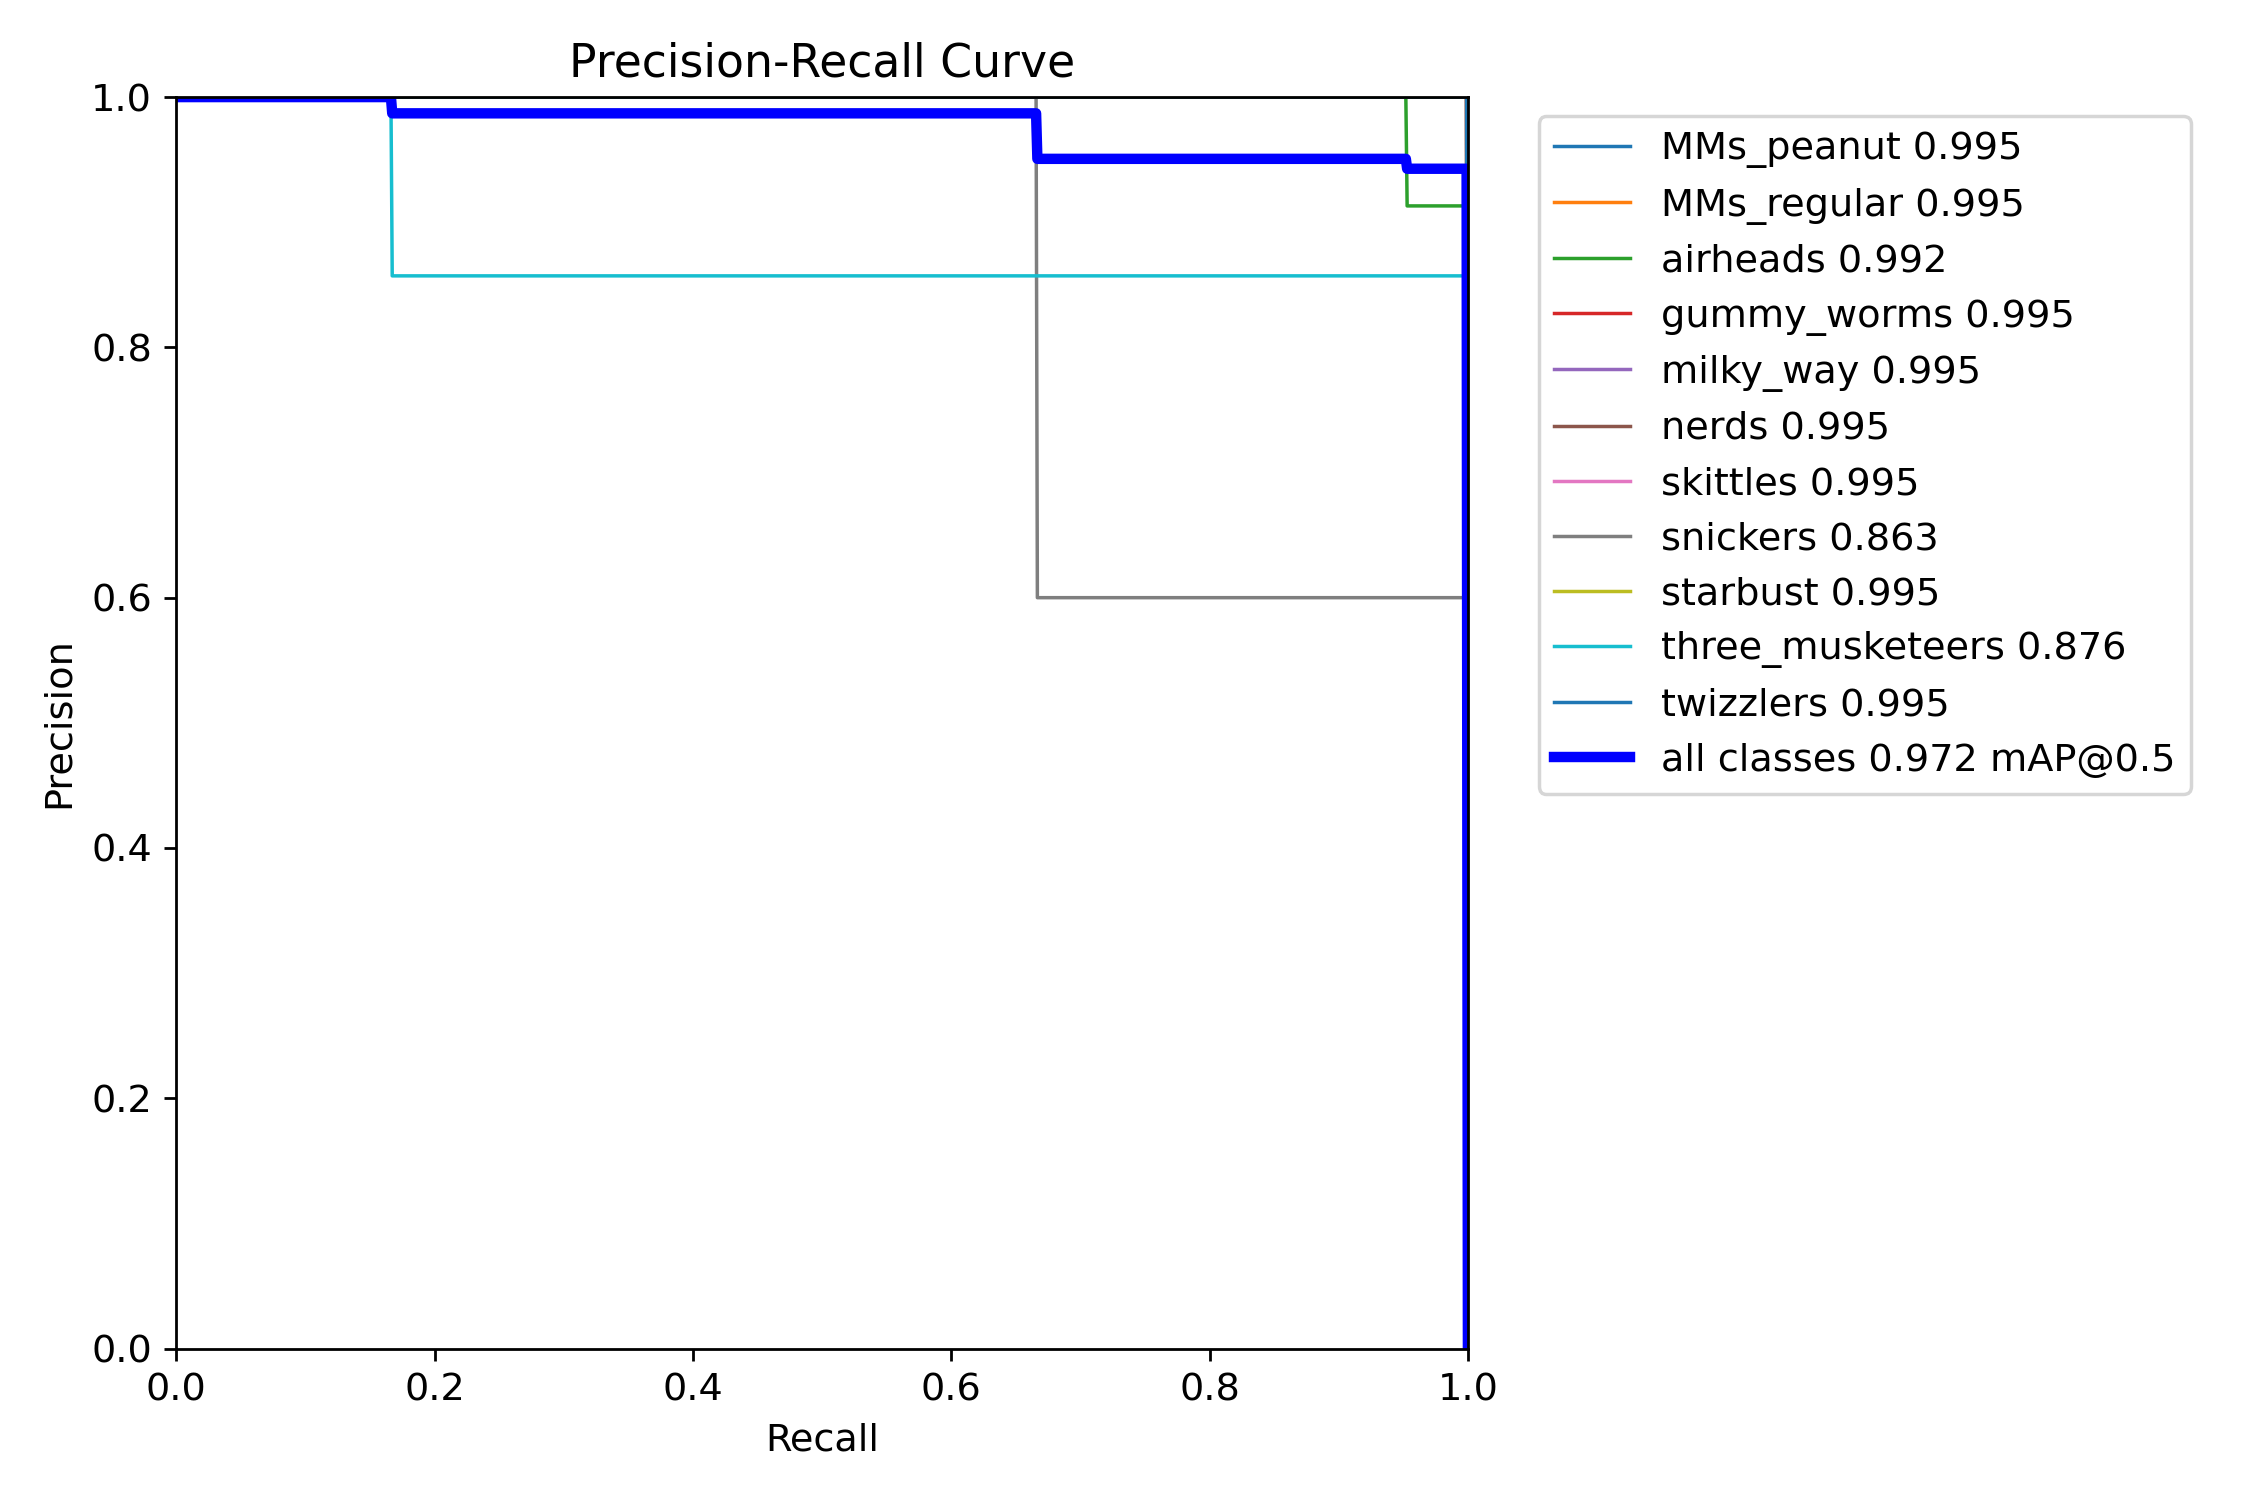 Precision-Recall Curve
1.0
0.8
0.6
0.4
0.2
0.0
Precision
0.0 0.2 0.4 0.6 0.8 1.0
Recall
MMs_peanut 0.995
MMs_regular 0.995
airheads 0.992
gummy_worms 0.995
milky_way 0.995
nerds 0.995
skittles 0.995
snickers 0.863
starbust 0.995
three_musketeers 0.876
twizzlers 0.995
all classes 0.972 mAP@0.5